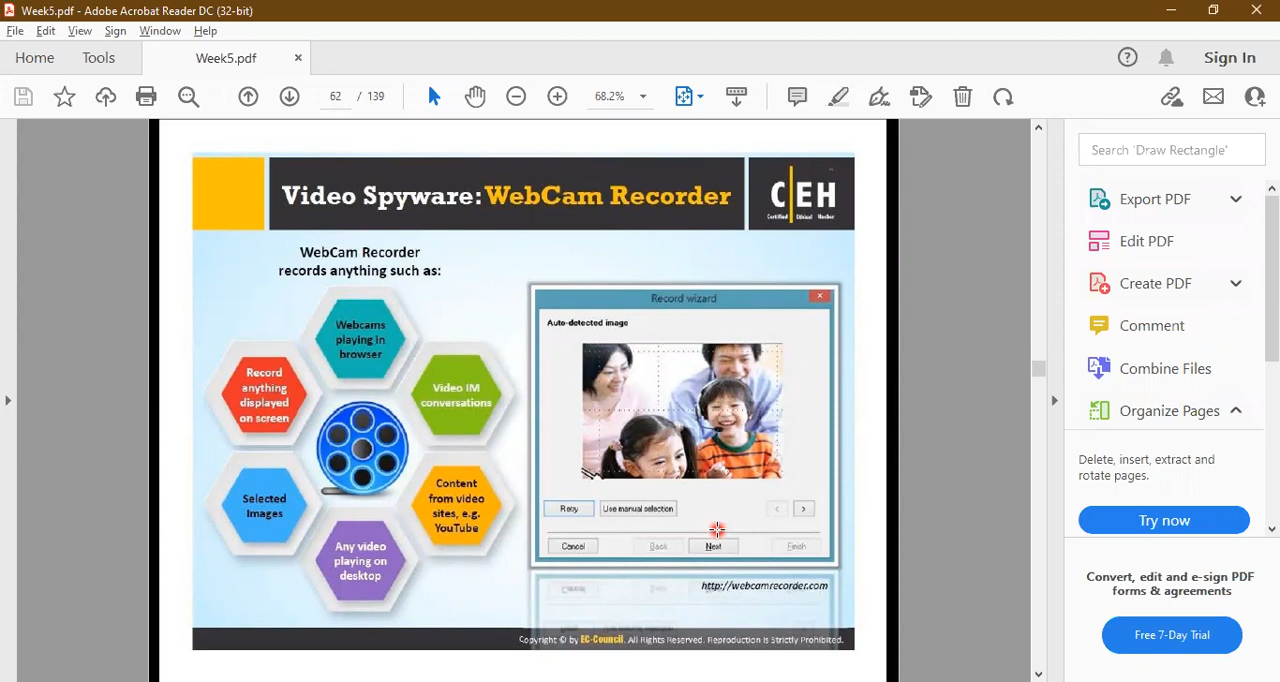 Week5.pdf - Adobe Acrobat Reader DC (32-bit)
File Edit View Sign Window Help
Home Tools Week5.pdf Sign In
62 / 139 68.2%
Video Spyware: WebCam Recorder
C|EH
Certified Ethical Hacker
WebCam Recorder
records anything such as:
Webcams
playing in
browser
Record
anything
displayed
on screen
Video IM
conversations
Selected
Images
Content
from video
sites, e.g.
YouTube
Any video
playing on
desktop
Record wizard
Auto-detected image
Retry Use manual selection < >
Cancel Back Next Finish
http://webcamrecorder.com
Copyright © by EC-Council. All Rights Reserved. Reproduction is Strictly Prohibited.
Search 'Draw Rectangle'
Export PDF
Edit PDF
Create PDF
Comment
Combine Files
Organize Pages
Delete, insert, extract and
rotate pages.
Try now
Convert, edit and e-sign PDF
forms & agreements
Free 7-Day Trial